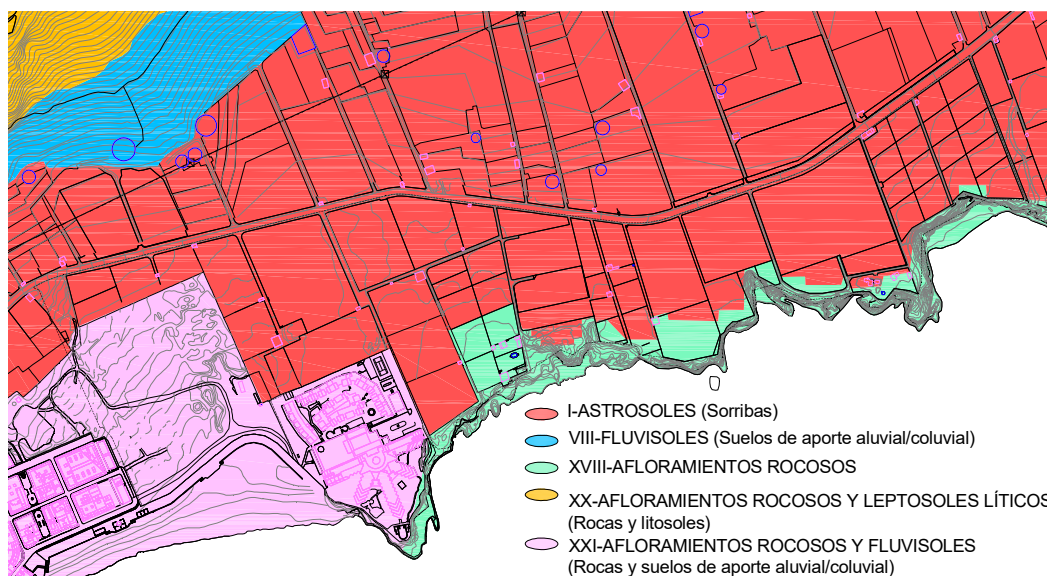 I-ASTROSOLES (Sorribas)
VIII-FLUVISOLES (Suelos de aporte aluvial/coluvial)
XVIII-AFLORAMIENTOS ROCOSOS
XX-AFLORAMIENTOS ROCOSOS Y LEPTOSOLES LÍTICOS
(Rocas y litosoles)
XXI-AFLORAMIENTOS ROCOSOS Y FLUVISOLES
(Rocas y suelos de aporte aluvial/coluvial)